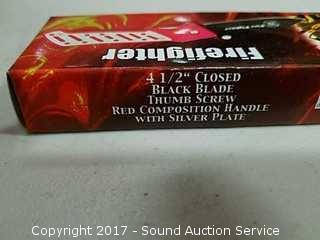 Firefighter
4 1/2" CLOSED
BLACK BLADE
THUMB SCREW
RED COMPOSITION HANDLE
WITH SILVER PLATE
Copyright 2017 - Sound Auction Service